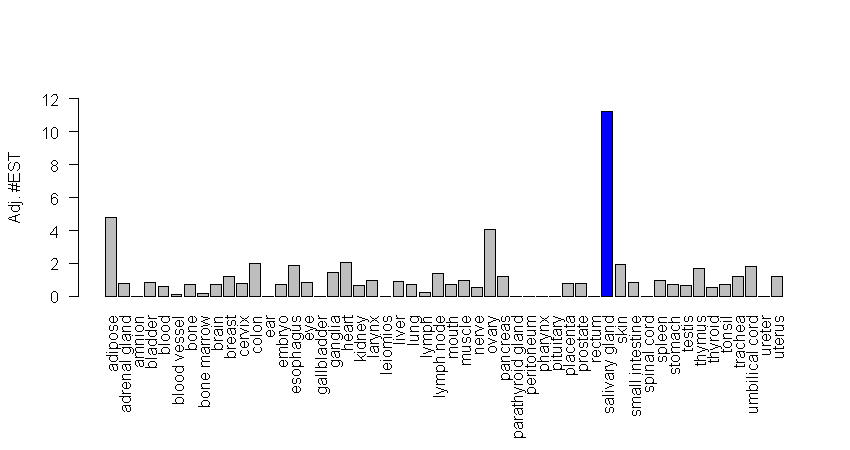 Adj. #EST
12
10
8
6
4
2
0
adipose
adrenal gland
amnion
bladder
blood
blood vessel
bone
bone marrow
brain
breast
cervix
colon
ear
embryo
esophagus
eye
gallbladder
ganglia
heart
kidney
larynx
leiomios
liver
lung
lymph
lymph node
mouth
muscle
nerve
ovary
pancreas
parathyroid gland
peritoneum
pharynx
pituitary
placenta
prostate
rectum
salivary gland
skin
small intestine
spinal cord
spleen
stomach
testis
thymus
thyroid
tonsil
trachea
umbilical cord
ureter
uterus